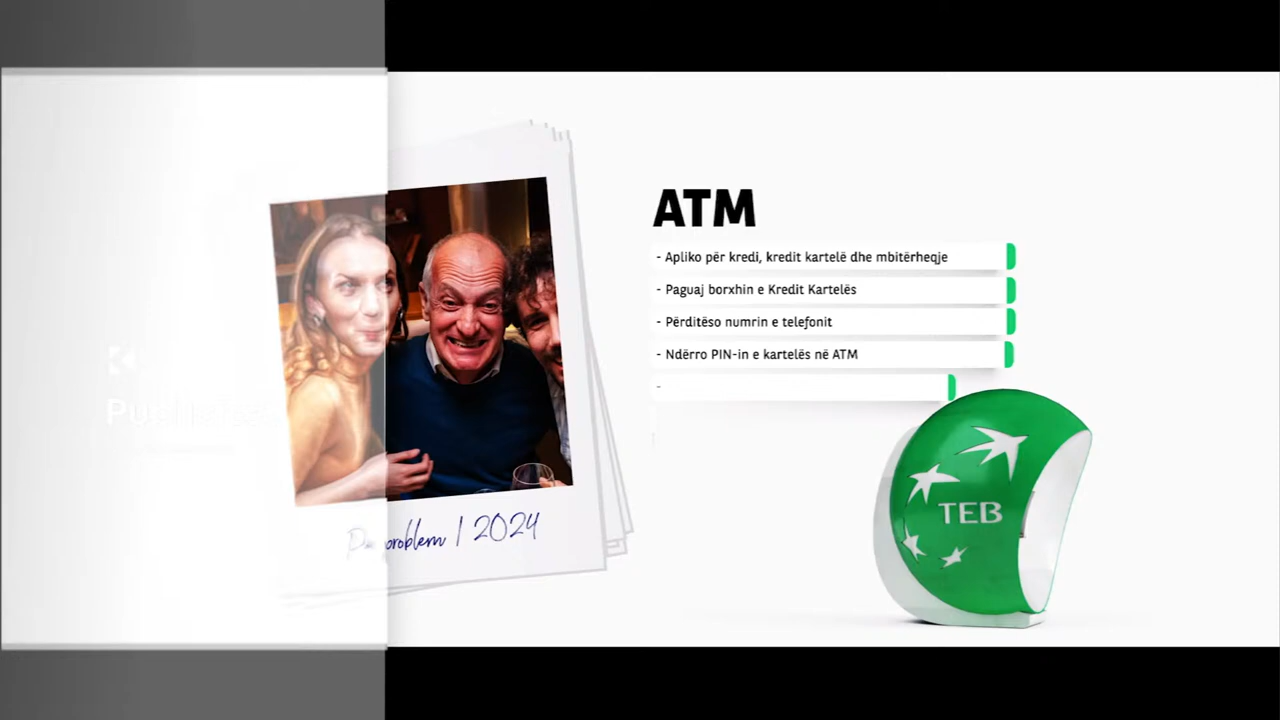 ATM
- Apliko për kredi, kredit kartelë dhe mbitërheqje
- Paguaj borxhin e Kredit Kartelës
- Përditëso numrin e telefonit
- Ndërro PIN-in e kartelës në ATM
-
problem | 2024
TEB